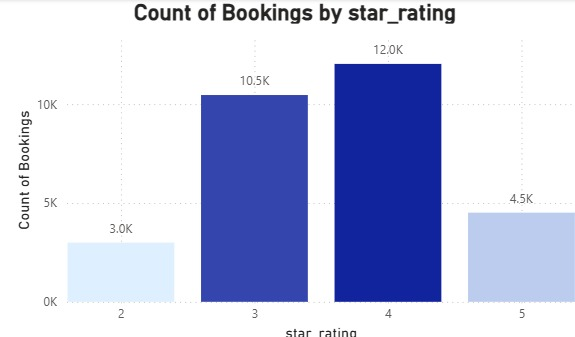 Count of Bookings by star_rating
Count of Bookings
10K
5K
0K
3.0K
10.5K
12.0K
4.5K
2
3
4
5
star_rating